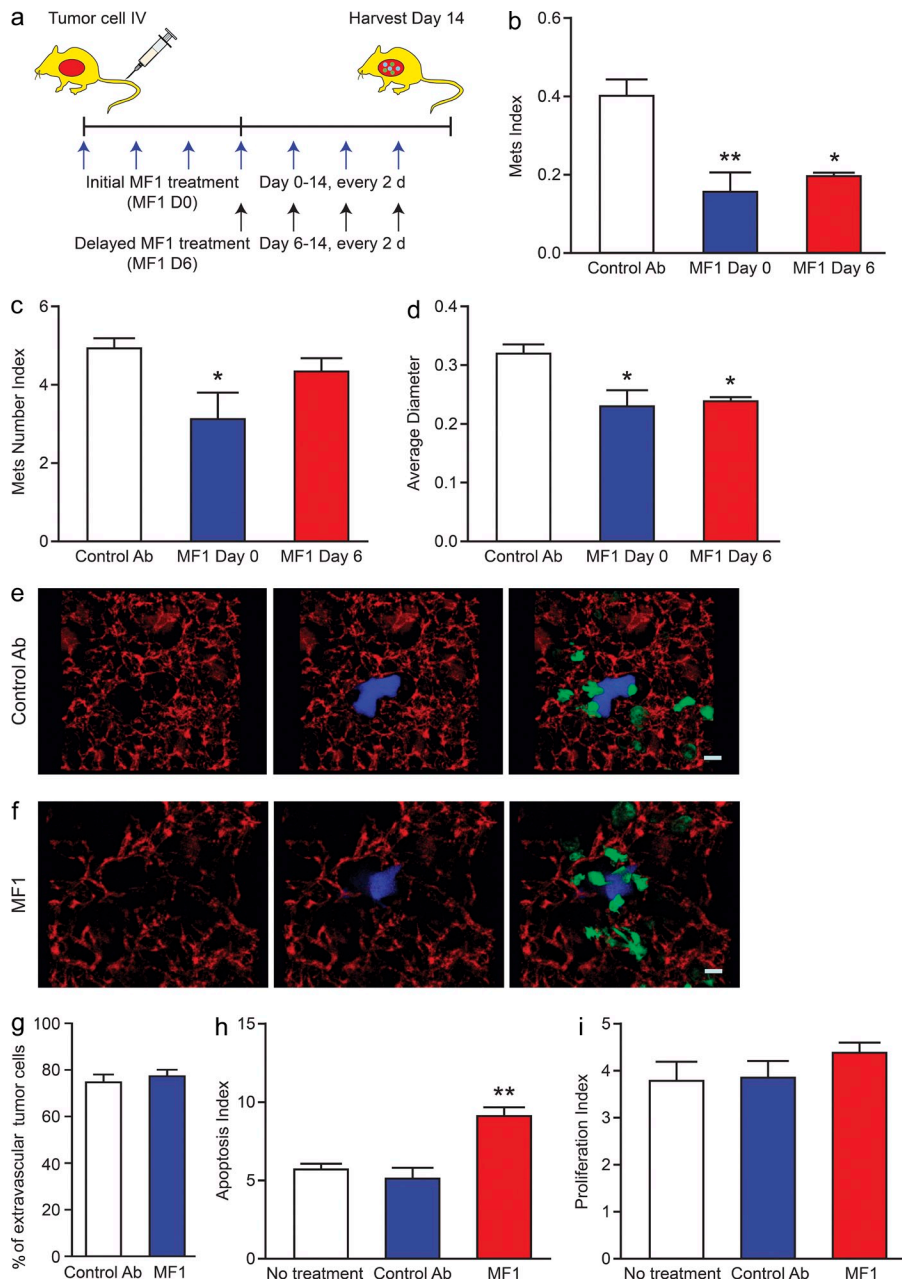 a
Tumor cell IV
Harvest Day 14
Initial MF1 treatment
(MF1 D0)
Day 0-14, every 2 d
Delayed MF1 treatment
(MF1 D6)
Day 6-14, every 2 d
b
Mets Index
0.6
0.4
0.2
0.0
**
*
Control Ab
MF1 Day 0
MF1 Day 6
c
Mets Number Index
6
4
2
0
*
Control Ab
MF1 Day 0
MF1 Day 6
d
Average Diameter
0.4
0.3
0.2
0.1
0.0
*
*
Control Ab
MF1 Day 0
MF1 Day 6
e
Control Ab
f
MF1
g
% of extravascular tumor cells
100
80
60
40
20
0
Control Ab
MF1
h
Apoptosis Index
15
10
5
0
**
No treatment
Control Ab
MF1
i
Proliferation Index
5
4
3
2
1
0
No treatment
Control Ab
MF1